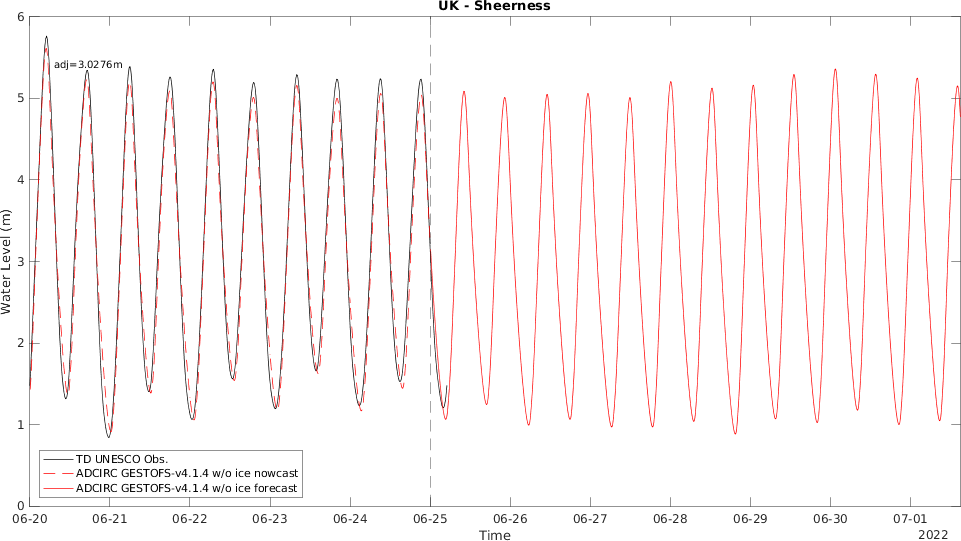 UK - Sheerness
6
adj=3.0276m
5
4
3
Water Level (m)
2
1
TD UNESCO Obs.
ADCIRC GESTOFS-v4.1.4 w/o ice nowcast
ADCIRC GESTOFS-v4.1.4 w/o ice forecast
0
06-20 06-21 06-22 06-23 06-24 06-25 06-26 06-27 06-28 06-29 06-30 07-01
Time
2022